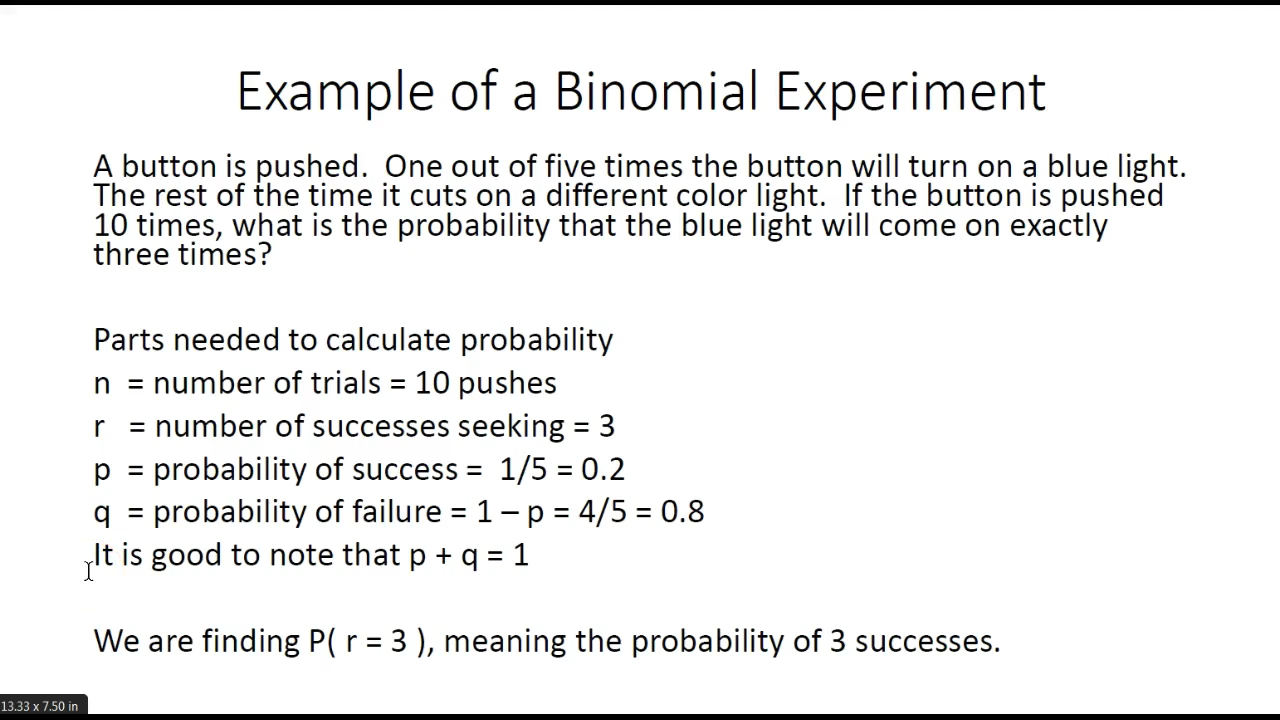 Example of a Binomial Experiment
A button is pushed.  One out of five times the button will turn on a blue light.
The rest of the time it cuts on a different color light.  If the button is pushed
10 times, what is the probability that the blue light will come on exactly
three times?
Parts needed to calculate probability
n  = number of trials = 10 pushes
r   = number of successes seeking = 3
p  = probability of success =  1/5 = 0.2
q  = probability of failure = 1 – p = 4/5 = 0.8
It is good to note that p + q = 1
We are finding P( r = 3 ), meaning the probability of 3 successes.
13.33 x 7.50 in